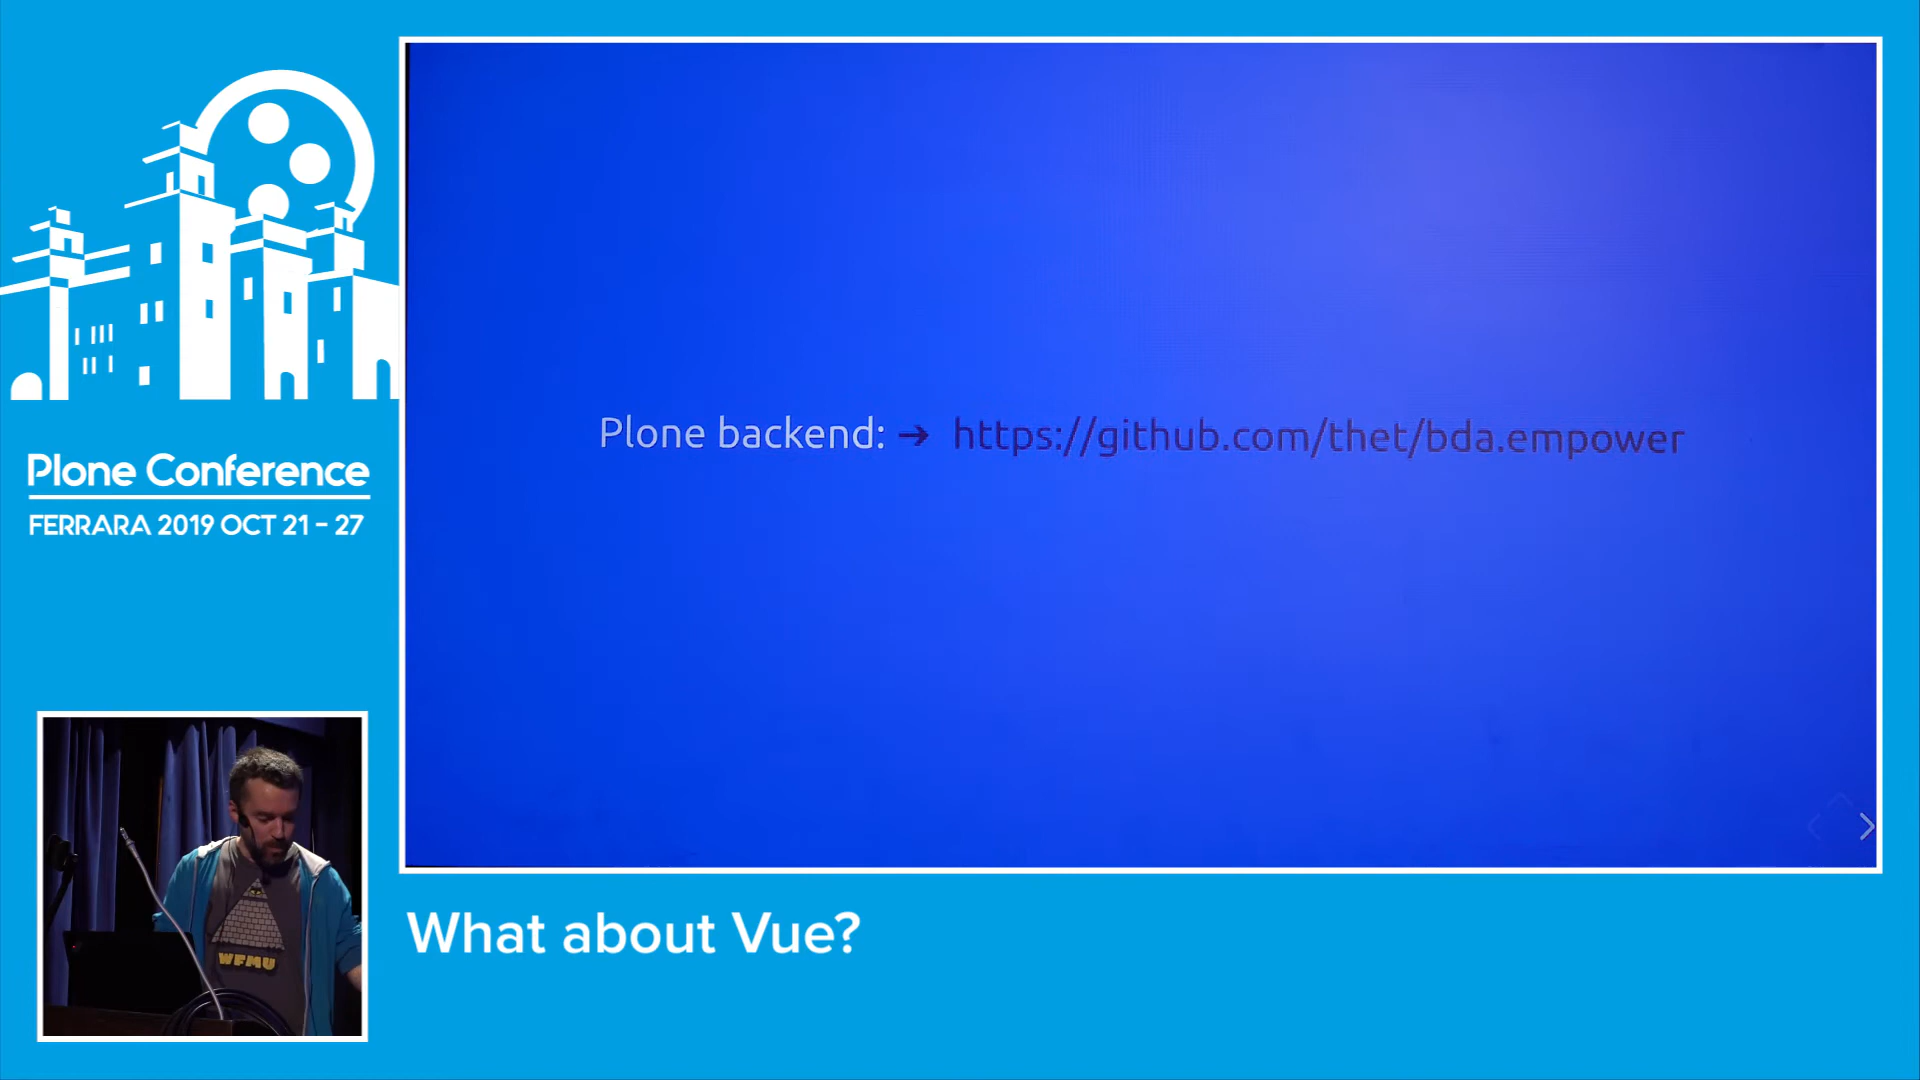 Plone Conference
FERRARA 2019 OCT 21 - 27
Plone backend: ➔ https://github.com/thet/bda.empower
WFMU
What about Vue?